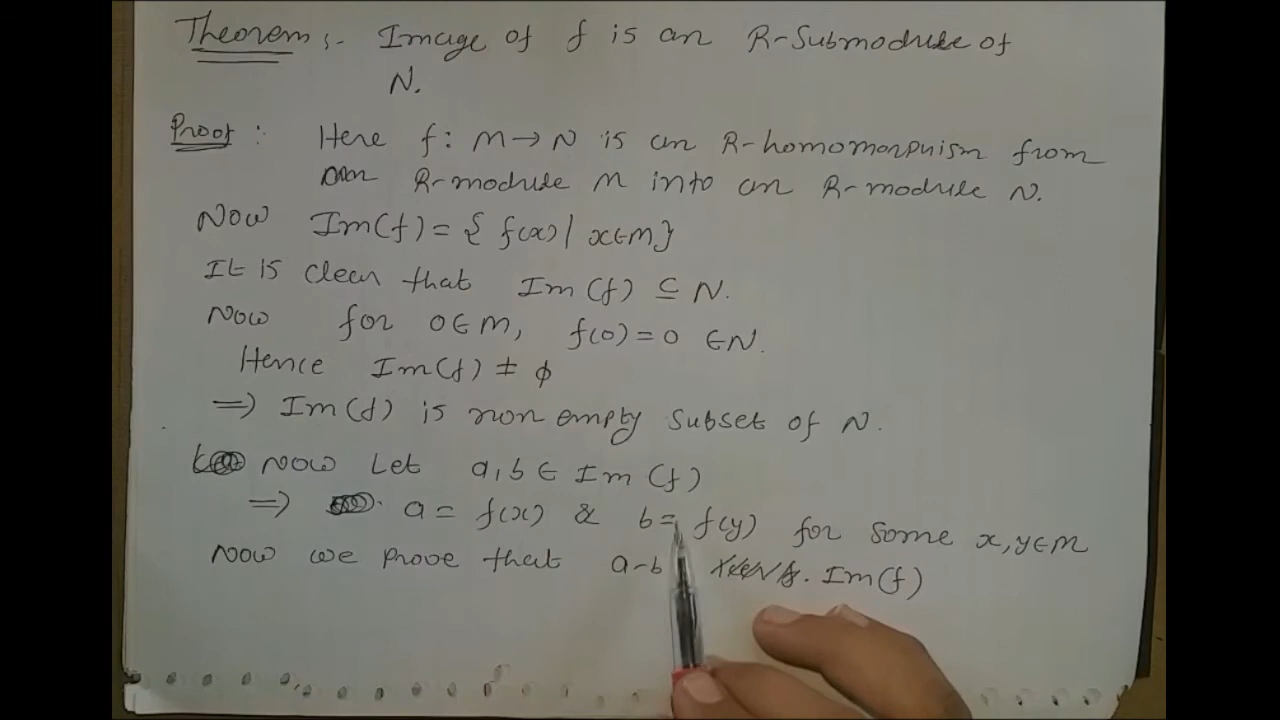 Theorem :- Image of f is an R-Submodule of
N.
Proof : Here f: M → N is an R-homomorphism from
R-module M into an R-module N.
Now Im(f) = { f(x) / x∈M }
It is clear that Im(f) ⊆ N.
Now for 0∈M, f(0) = 0 ∈N.
Hence Im(f) ≠ φ
=> Im(f) is non empty subset of N.
Now Let a, b ∈ Im(f)
=> a = f(x) & b = f(y) for some x, y∈M
Now we prove that a-b Im(f)